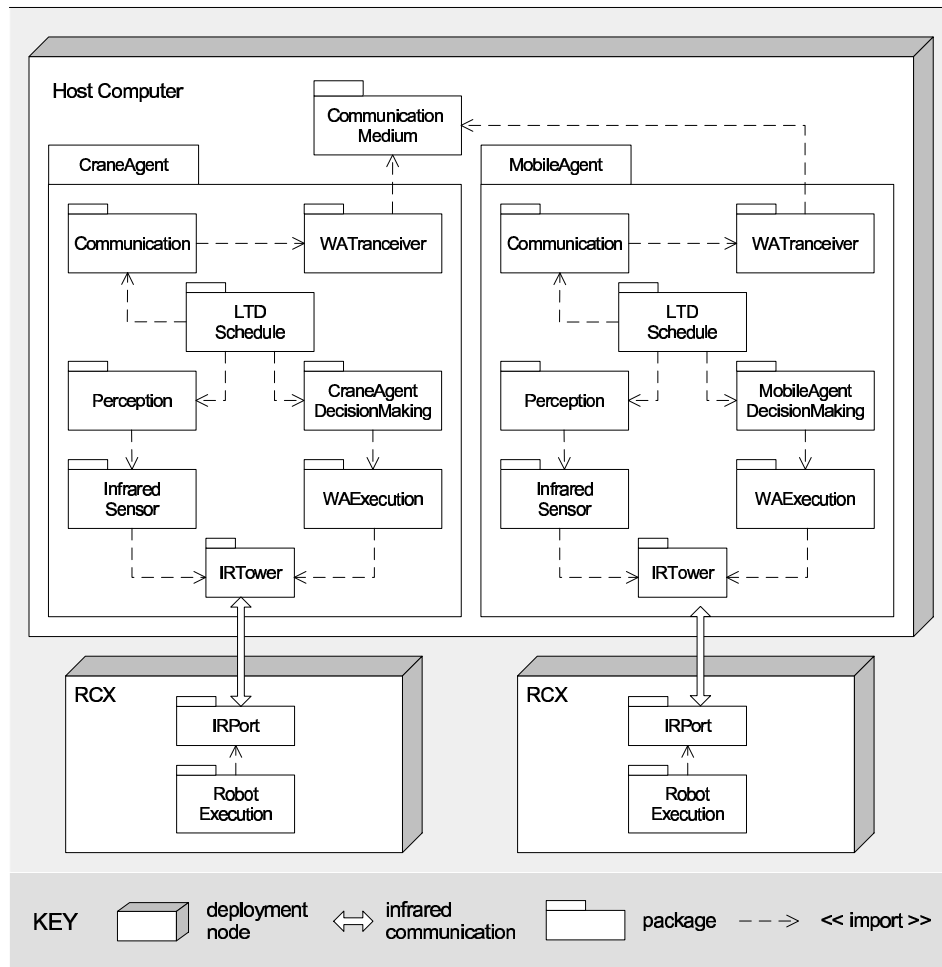 Host Computer
Communication
Medium
CraneAgent
Communication
WATranceiver
LTD
Schedule
Perception
CraneAgent
DecisionMaking
Infrared
Sensor
WAExecution
IRTower
MobileAgent
Communication
WATranceiver
LTD
Schedule
Perception
MobileAgent
DecisionMaking
Infrared
Sensor
WAExecution
IRTower
RCX
IRPort
Robot
Execution
RCX
IRPort
Robot
Execution
KEY
deployment
node
infrared
communication
package
<< import >>